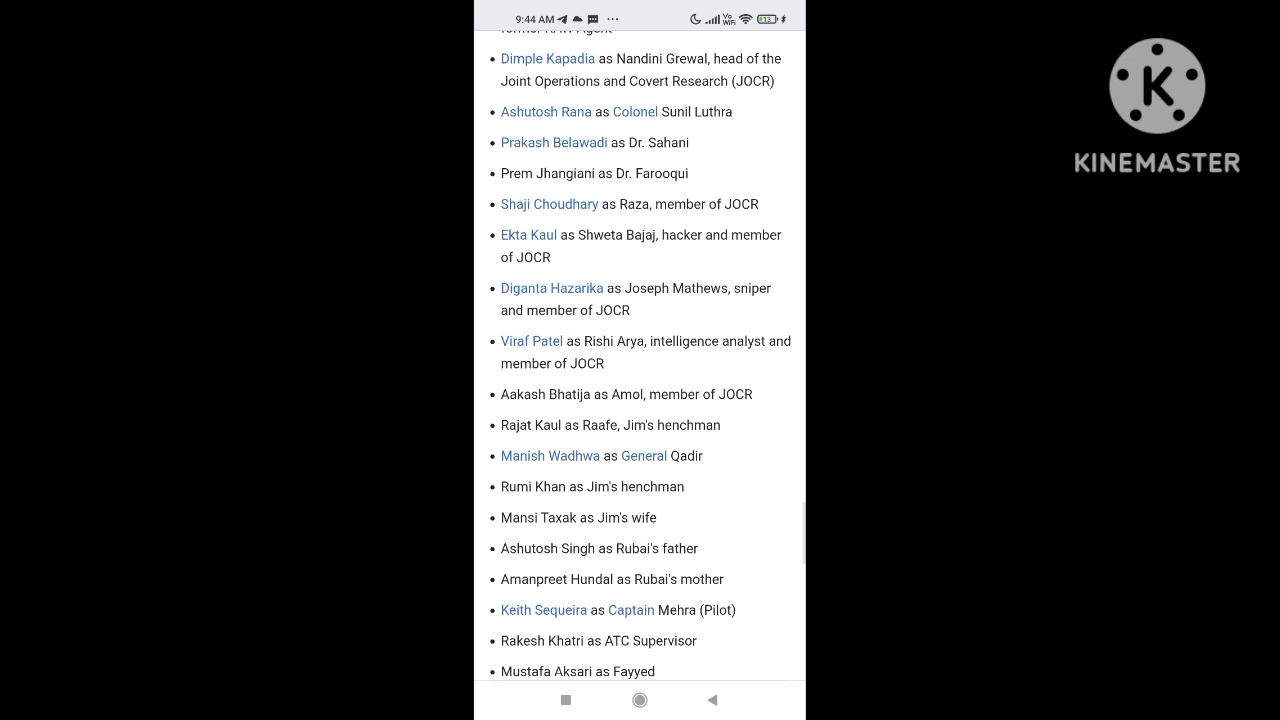 9:44 AM ...
Vo
WiFi
13
former RAW Agent
Dimple Kapadia as Nandini Grewal, head of the
Joint Operations and Covert Research (JOCR)
Ashutosh Rana as Colonel Sunil Luthra
Prakash Belawadi as Dr. Sahani
Prem Jhangiani as Dr. Farooqui
Shaji Choudhary as Raza, member of JOCR
Ekta Kaul as Shweta Bajaj, hacker and member
of JOCR
Diganta Hazarika as Joseph Mathews, sniper
and member of JOCR
Viraf Patel as Rishi Arya, intelligence analyst and
member of JOCR
Aakash Bhatija as Amol, member of JOCR
Rajat Kaul as Raafe, Jim's henchman
Manish Wadhwa as General Qadir
Rumi Khan as Jim's henchman
Mansi Taxak as Jim's wife
Ashutosh Singh as Rubai's father
Amanpreet Hundal as Rubai's mother
Keith Sequeira as Captain Mehra (Pilot)
Rakesh Khatri as ATC Supervisor
Mustafa Aksari as Fayyed
K
KINEMASTER